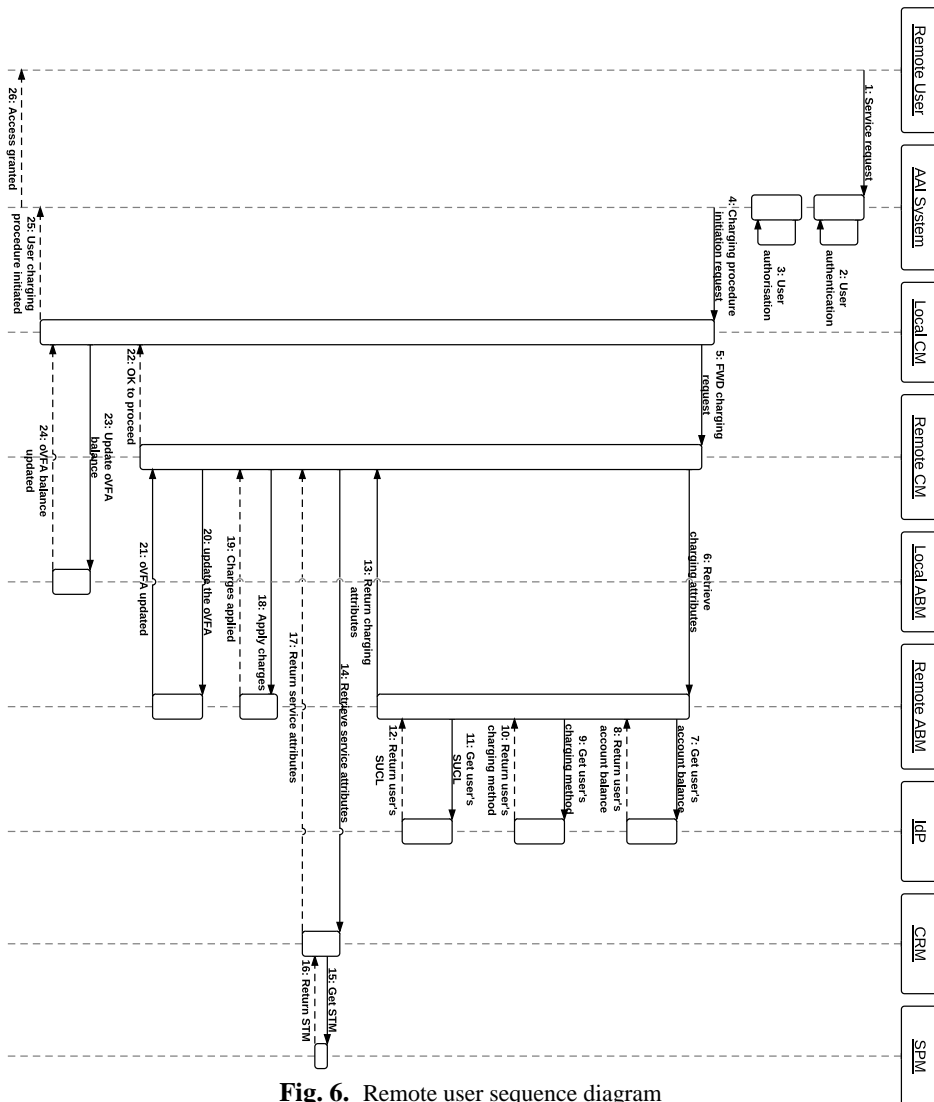 Remote User
AAI System
Local CM
Remote CM
Local ABM
Remote ABM
IdP
CRM
SPM
1: Service request
2: User
authentication
3: User
authorisation
4: Charging procedure
initiation request
5: FWD charging
request
6: Retrieve
charging attributes
7: Get user's
account balance
8: Return user's
account balance
9: Get user's
charging method
10: Return user's
charging method
11: Get user's
SUCL
12: Return user's
SUCL
13: Return charging
attributes
14: Retrieve service attributes
15: Get STM
16: Return STM
17: Return service attributes
18: Apply charges
19: Charges applied
20: update the oVFA
21: oVFA updated
22: OK to proceed
23: Update oVFA
balance
24: oVFA balance
updated
25: User charging
procedure initiated
26: Access granted
Fig. 6. Remote user sequence diagram